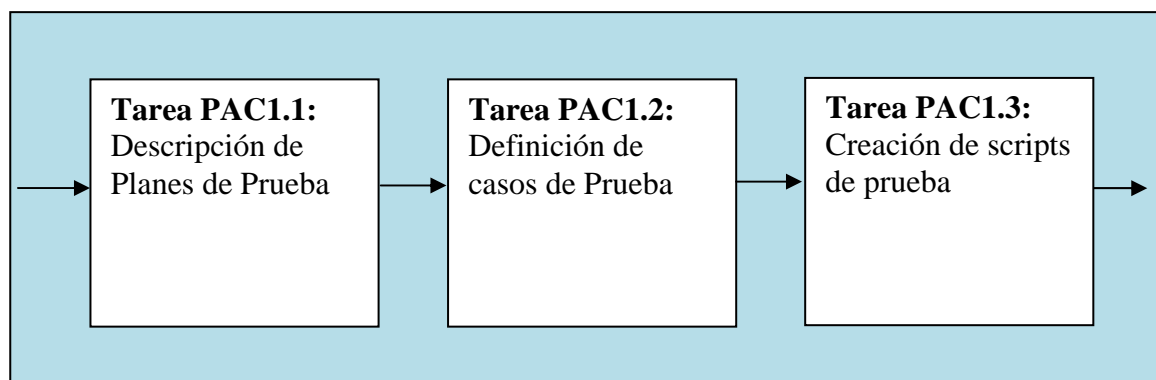 Tarea PAC1.1:
Descripción de
Planes de Prueba
Tarea PAC1.2:
Definición de
casos de Prueba
Tarea PAC1.3:
Creación de scripts
de prueba